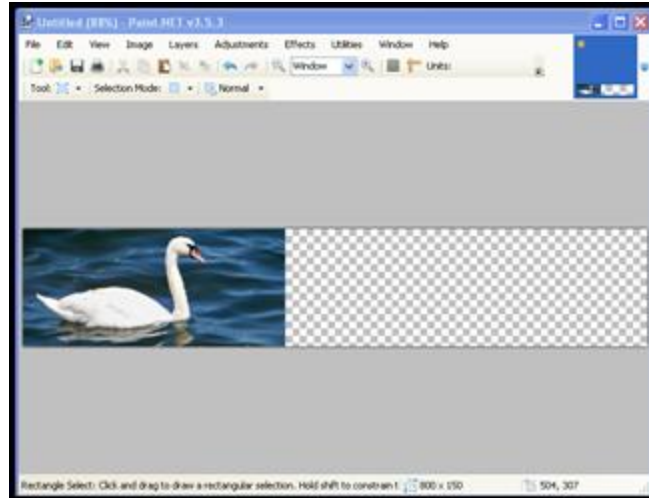 Untitled (88%) - Paint.NET v3.5.3
File Edit View Image Layers Adjustments Effects Utilities Window Help
Window Units:
Tool: Selection Mode: Normal
Rectangle Select: Click and drag to draw a rectangular selection. Hold shift to constrain t 800 x 150 504, 307